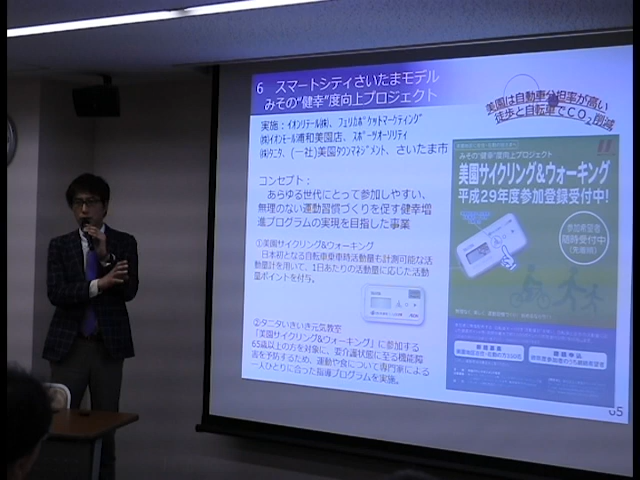 6 スマートシティさいたまモデル
みその“健幸”度向上プロジェクト
美園は自動車分担率が高い
徒歩と自転車でCO₂削減
実施：イオンリテール㈱、フェリカポケットマーケティング
㈱イオンモール浦和美園店、スポーツオーソリティ
㈱タニタ、(一社)美園タウンマネジメント、さいたま市
コンセプト：
あらゆる世代にとって参加しやすい、
無理のない運動習慣づくりを促す健幸増
進プログラムの実現を目指した事業
①美園サイクリング&ウォーキング
日本初となる自転車乗車時活動量も計測可能な活
動量計を用いて、1日あたりの活動量に応じた活動
量ポイントを付与。
②タニタいきいき元気教室
「美園サイクリング&ウォーキング」に参加する
65歳以上の方を対象に、要介護状態に至る機能障
害を予防するため、運動や食について専門家による
一人ひとりに合った指導プログラムを実施。
みその“健幸”度向上プロジェクト
美園サイクリング&ウォーキング
平成29年度参加登録受付中!
参加希望者
随時受付中
(先着順)
65